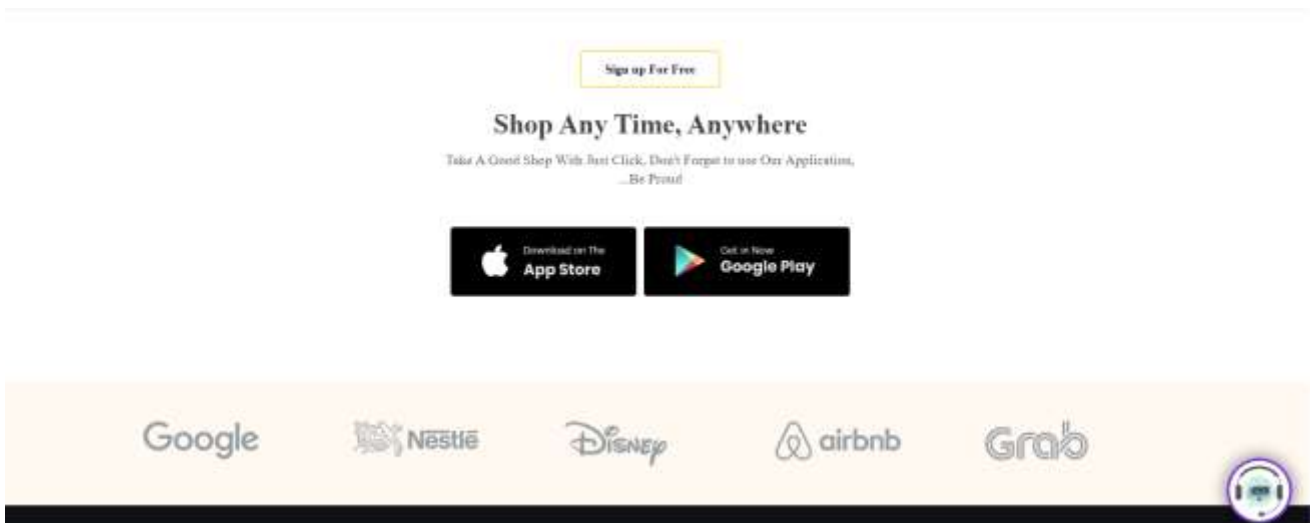 Sign up For Free
Shop Any Time, Anywhere
Take A Good Shop With Just Click, Don't Forget to use Our Application,
...Be Proud
Download on The
App Store
Get in Now
Google Play
Google
Nestlé
Disney
airbnb
Grab